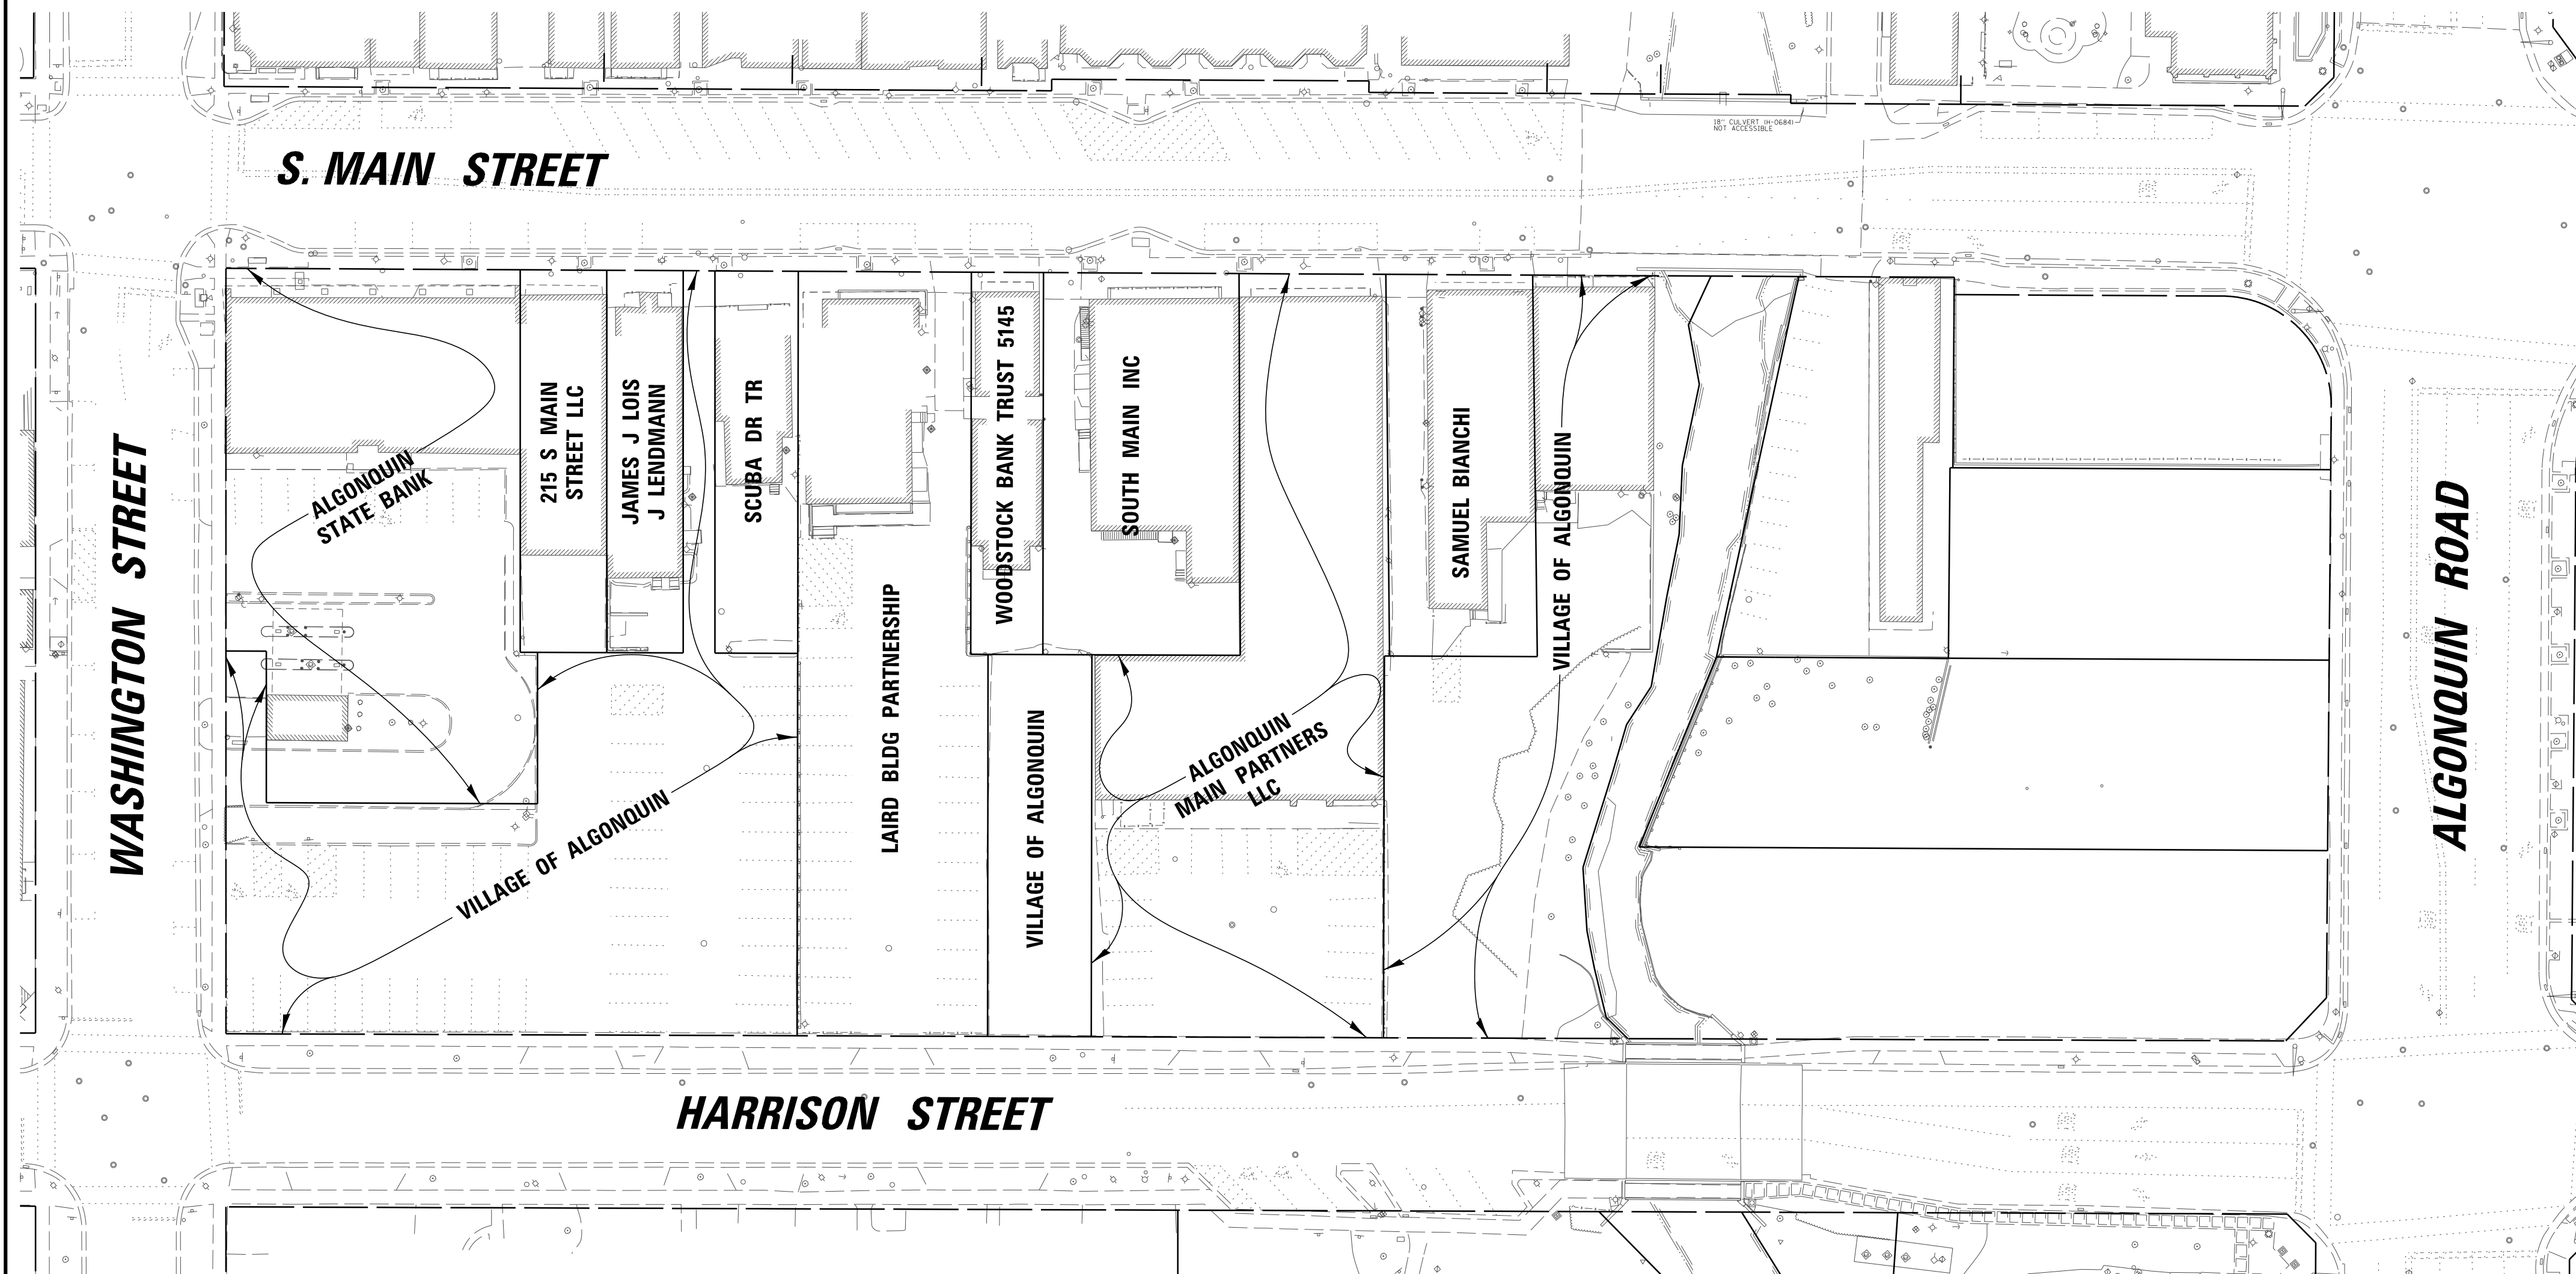 18" CULVERT (H-0684)
NOT ACCESSIBLE
S. MAIN STREET
WASHINGTON STREET
ALGONQUIN
STATE BANK
215 S MAIN
STREET LLC
JAMES J LOIS
J LENDMANN
SCUBA DR TR
LAIRD BLDG PARTNERSHIP
WOODSTOCK BANK TRUST 5145
SOUTH MAIN INC
VILLAGE OF ALGONQUIN
VILLAGE OF ALGONQUIN
ALGONQUIN
MAIN PARTNERS
LLC
SAMUEL BIANCHI
VILLAGE OF ALGONQUIN
ALGONQUIN ROAD
HARRISON STREET